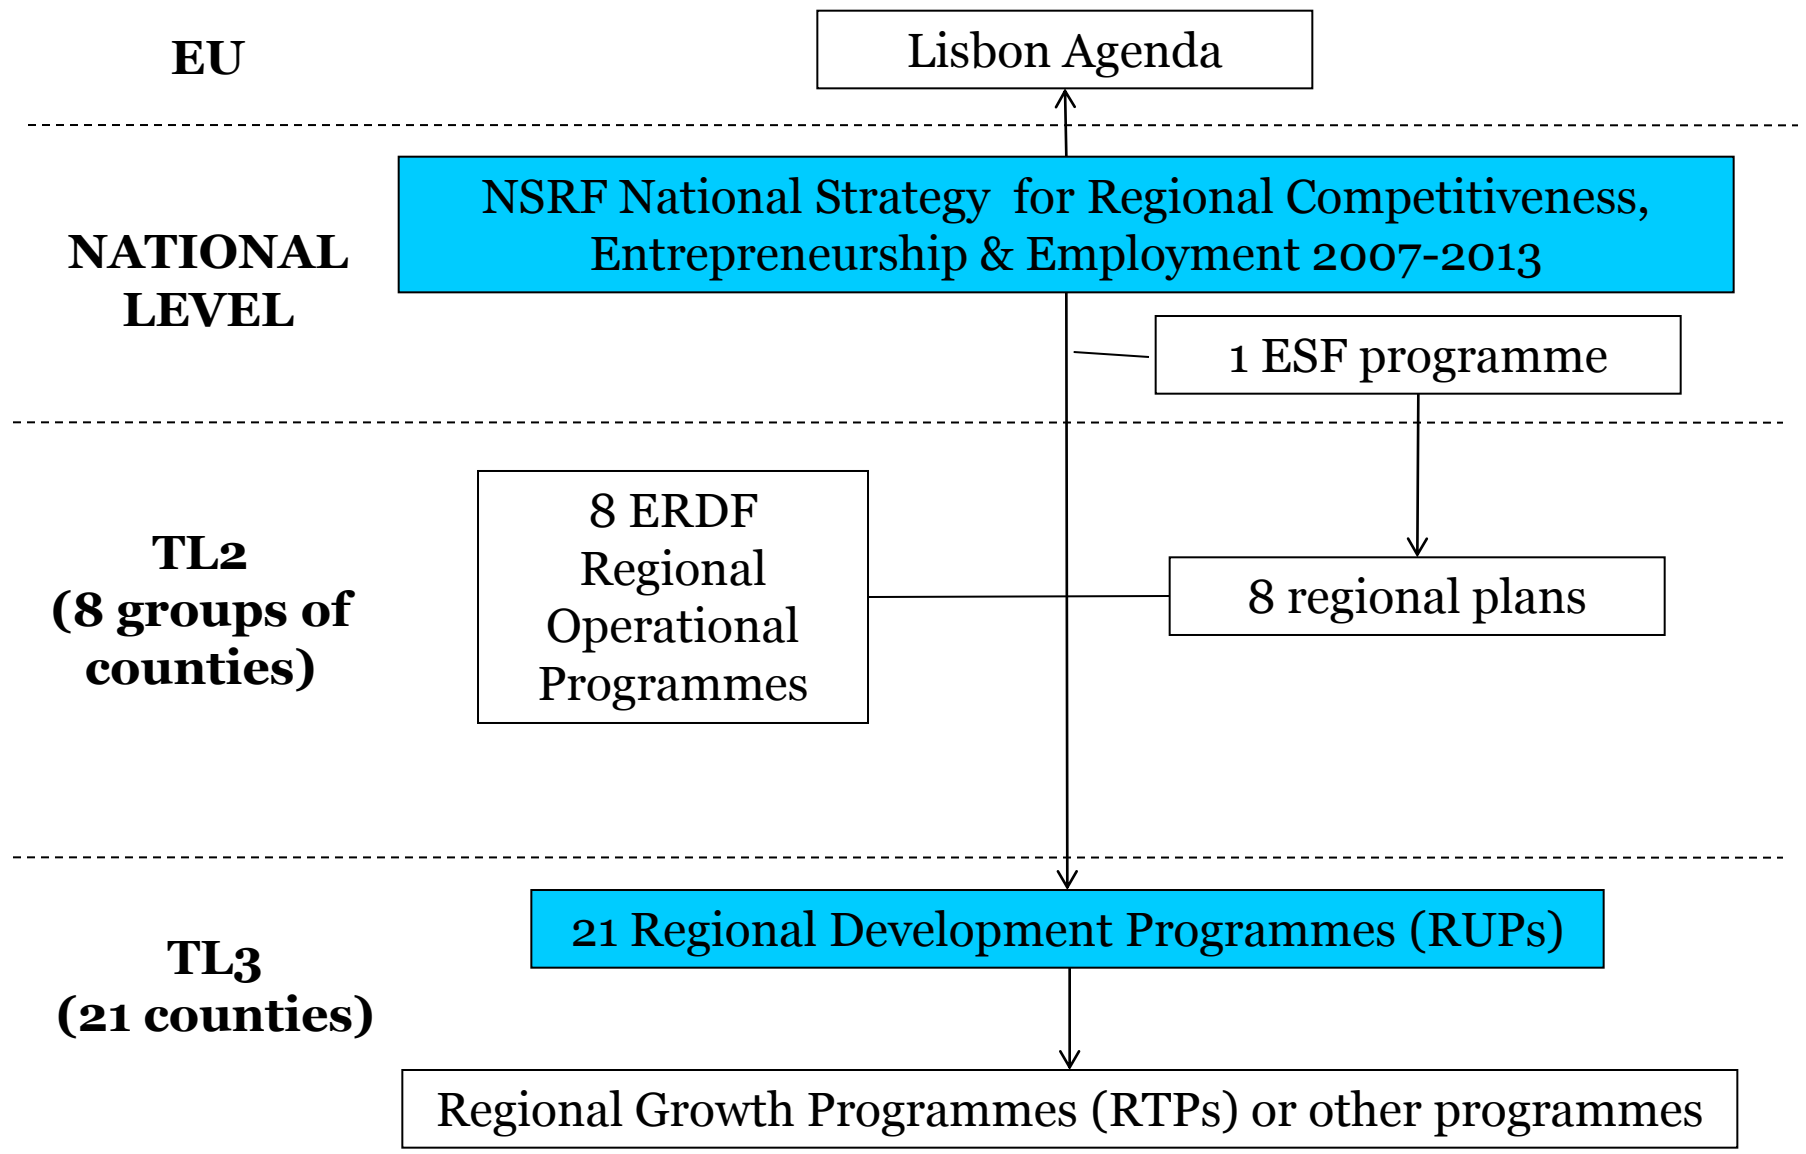 EU
Lisbon Agenda
NATIONAL
LEVEL
NSRF National Strategy  for Regional Competitiveness,
Entrepreneurship & Employment 2007-2013
1 ESF programme
TL2
(8 groups of
counties)
8 ERDF
Regional
Operational
Programmes
8 regional plans
TL3
(21 counties)
21 Regional Development Programmes (RUPs)
Regional Growth Programmes (RTPs) or other programmes